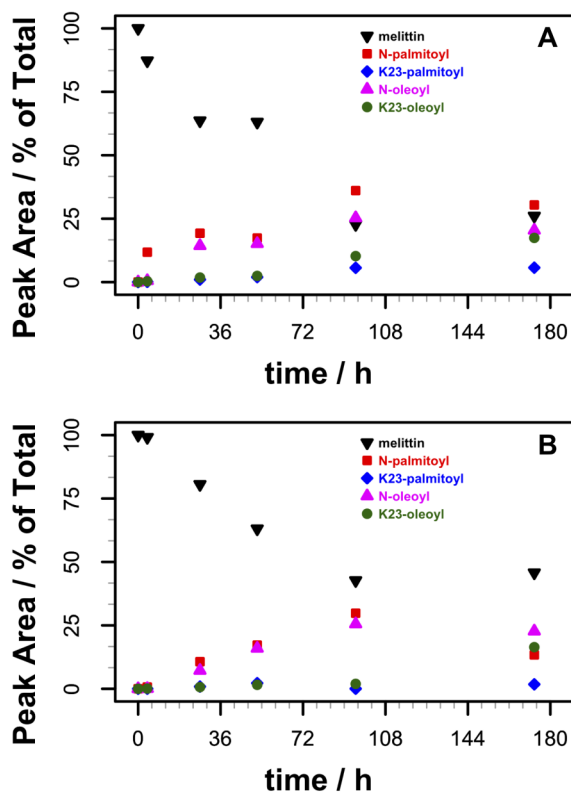 A
melittin
N-palmitoyl
K23-palmitoyl
N-oleoyl
K23-oleoyl
Peak Area / % of Total
100
75
50
25
0
0 36 72 108 144 180
time / h
B
melittin
N-palmitoyl
K23-palmitoyl
N-oleoyl
K23-oleoyl
Peak Area / % of Total
100
75
50
25
0
0 36 72 108 144 180
time / h